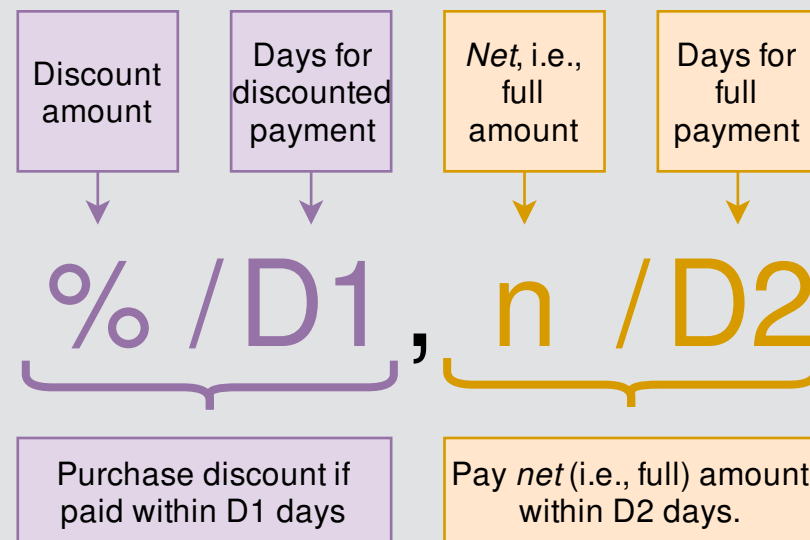 Discount
amount
Days for
discounted
payment
Net, i.e.,
full
amount
Days for
full
payment
% / D1 , n / D2
Purchase discount if
paid within D1 days
Pay net (i.e., full) amount
within D2 days.